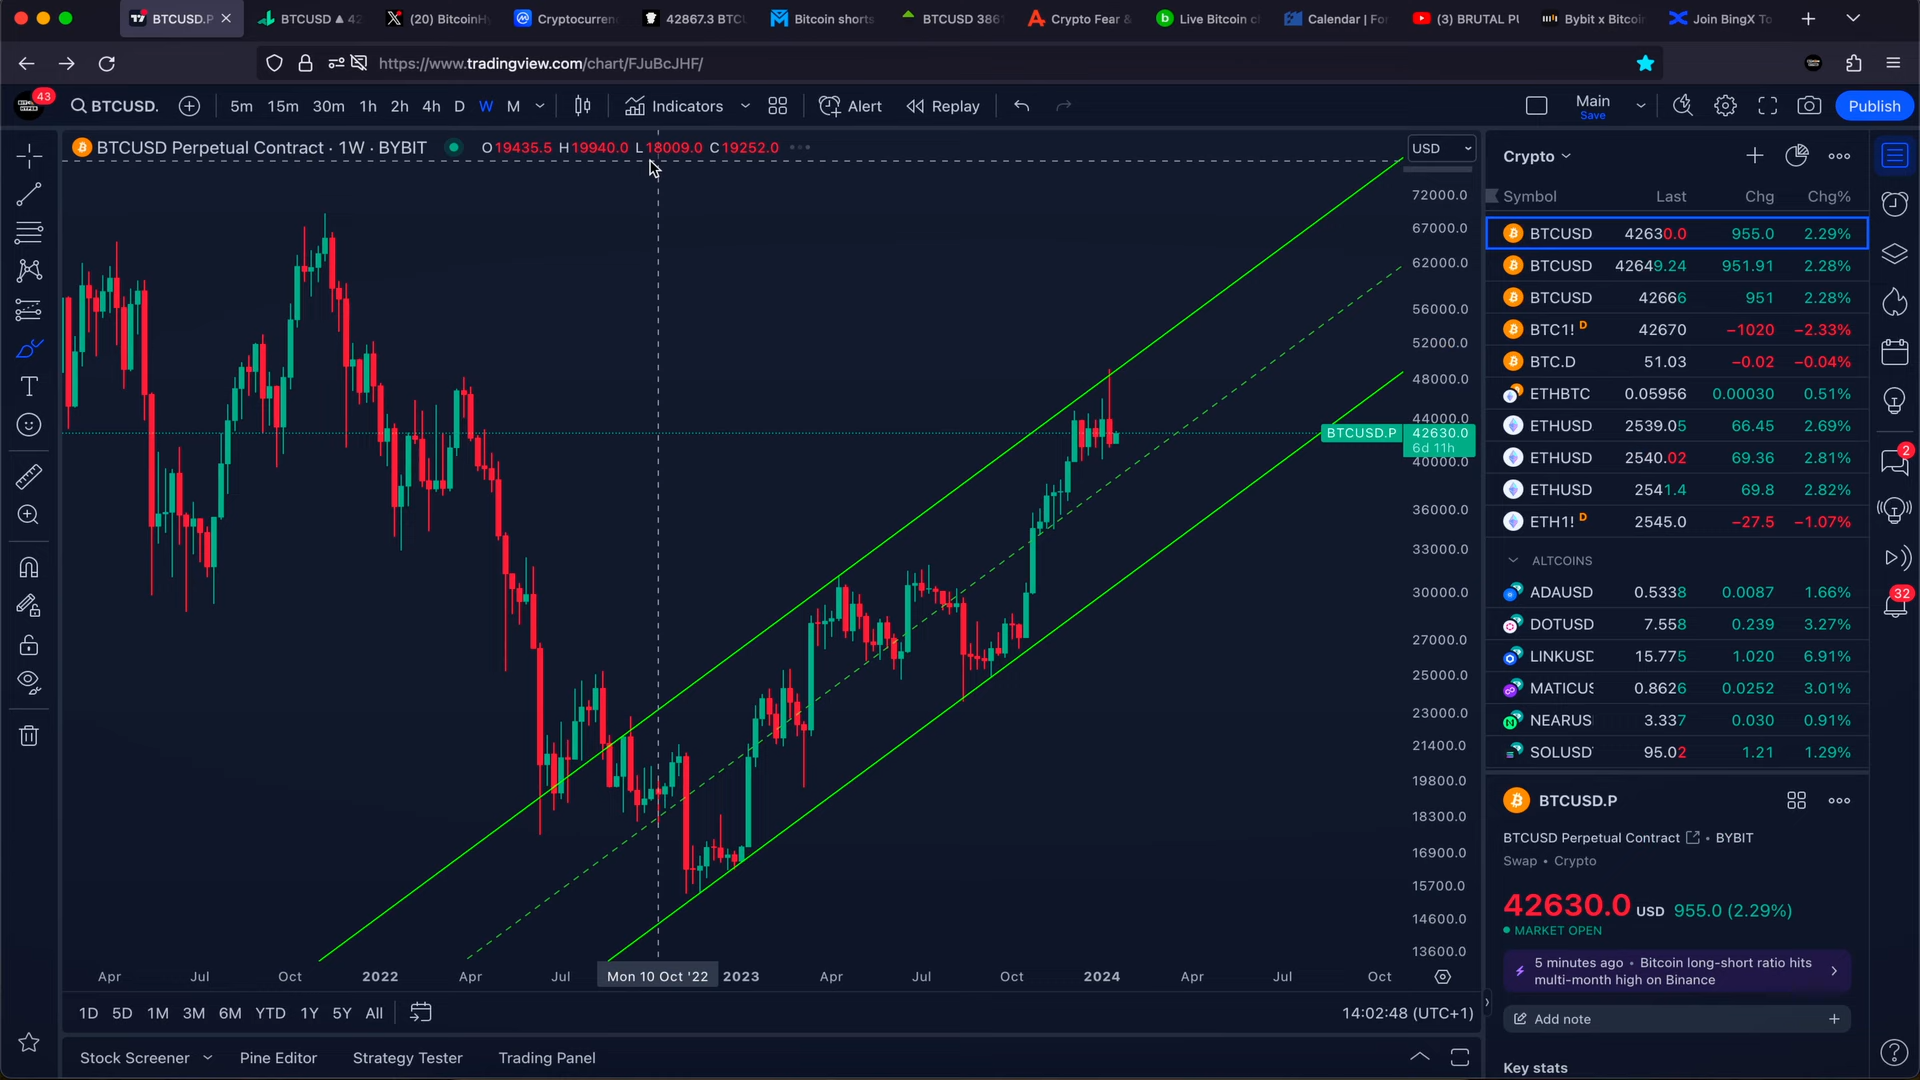 BTCUSD.P
BTCUSD ▲ 42
(20) BitcoinHy
Cryptocurren
42867.3 BTC
Bitcoin shorts
BTCUSD 386
Crypto Fear &
Live Bitcoin c
Calendar | For
(3) BRUTAL PU
Bybit x Bitcoin
Join BingX To
https://www.tradingview.com/chart/FJuBcJHF/
43
BTCUSD.
5m 15m 30m 1h 2h 4h D W M
Indicators
Alert
Replay
Main
Save
Publish
BTCUSD Perpetual Contract · 1W · BYBIT
O19435.5 H19940.0 L18009.0 C19252.0
USD
72000.0
67000.0
62000.0
56000.0
52000.0
48000.0
44000.0
BTCUSD.P 42630.0
6d 11h
40000.0
36000.0
33000.0
30000.0
27000.0
25000.0
23000.0
21400.0
19800.0
18300.0
16900.0
15700.0
14600.0
13600.0
Apr Jul Oct 2022 Apr Jul Mon 10 Oct '22 2023 Apr Jul Oct 2024 Apr Jul Oct
1D 5D 1M 3M 6M YTD 1Y 5Y All
14:02:48 (UTC+1)
Stock Screener
Pine Editor
Strategy Tester
Trading Panel
Crypto
Symbol Last Chg Chg%
BTCUSD 42630.0 955.0 2.29%
BTCUSD 42649.24 951.91 2.28%
BTCUSD 42666 951 2.28%
BTC1! D 42670 −1020 −2.33%
BTC.D 51.03 −0.02 −0.04%
ETHBTC 0.05956 0.00030 0.51%
ETHUSD 2539.05 66.45 2.69%
ETHUSD 2540.02 69.36 2.81%
ETHUSD 2541.4 69.8 2.82%
ETH1! D 2545.0 −27.5 −1.07%
ALTCOINS
ADAUSD 0.5338 0.0087 1.66%
DOTUSD 7.558 0.239 3.27%
LINKUSD 15.775 1.020 6.91%
MATICUS 0.8626 0.0252 3.01%
NEARUS 3.337 0.030 0.91%
SOLUSD 95.02 1.21 1.29%
BTCUSD.P
BTCUSD Perpetual Contract • BYBIT
Swap • Crypto
42630.0 USD 955.0 (2.29%)
MARKET OPEN
5 minutes ago • Bitcoin long-short ratio hits
multi-month high on Binance
Add note
Key stats
2
32